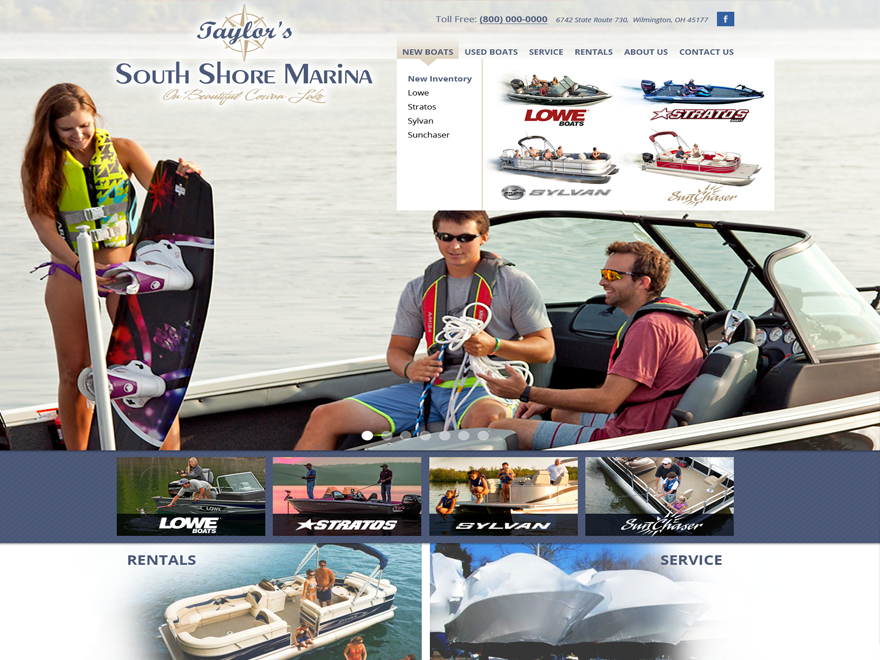 Toll Free: (800) 000-0000 6742 State Route 730, Wilmington, OH 45177 f
Taylor's
South Shore Marina
On Beautiful Cowan Lake
NEW BOATS USED BOATS SERVICE RENTALS ABOUT US CONTACT US
New Inventory
Lowe
Stratos
Sylvan
Sunchaser
LOWE BOATS
STRATOS BOATS
SYLVAN
SunChaser
LOWE BOATS
STRATOS
SYLVAN
SunChaser
RENTALS
SERVICE